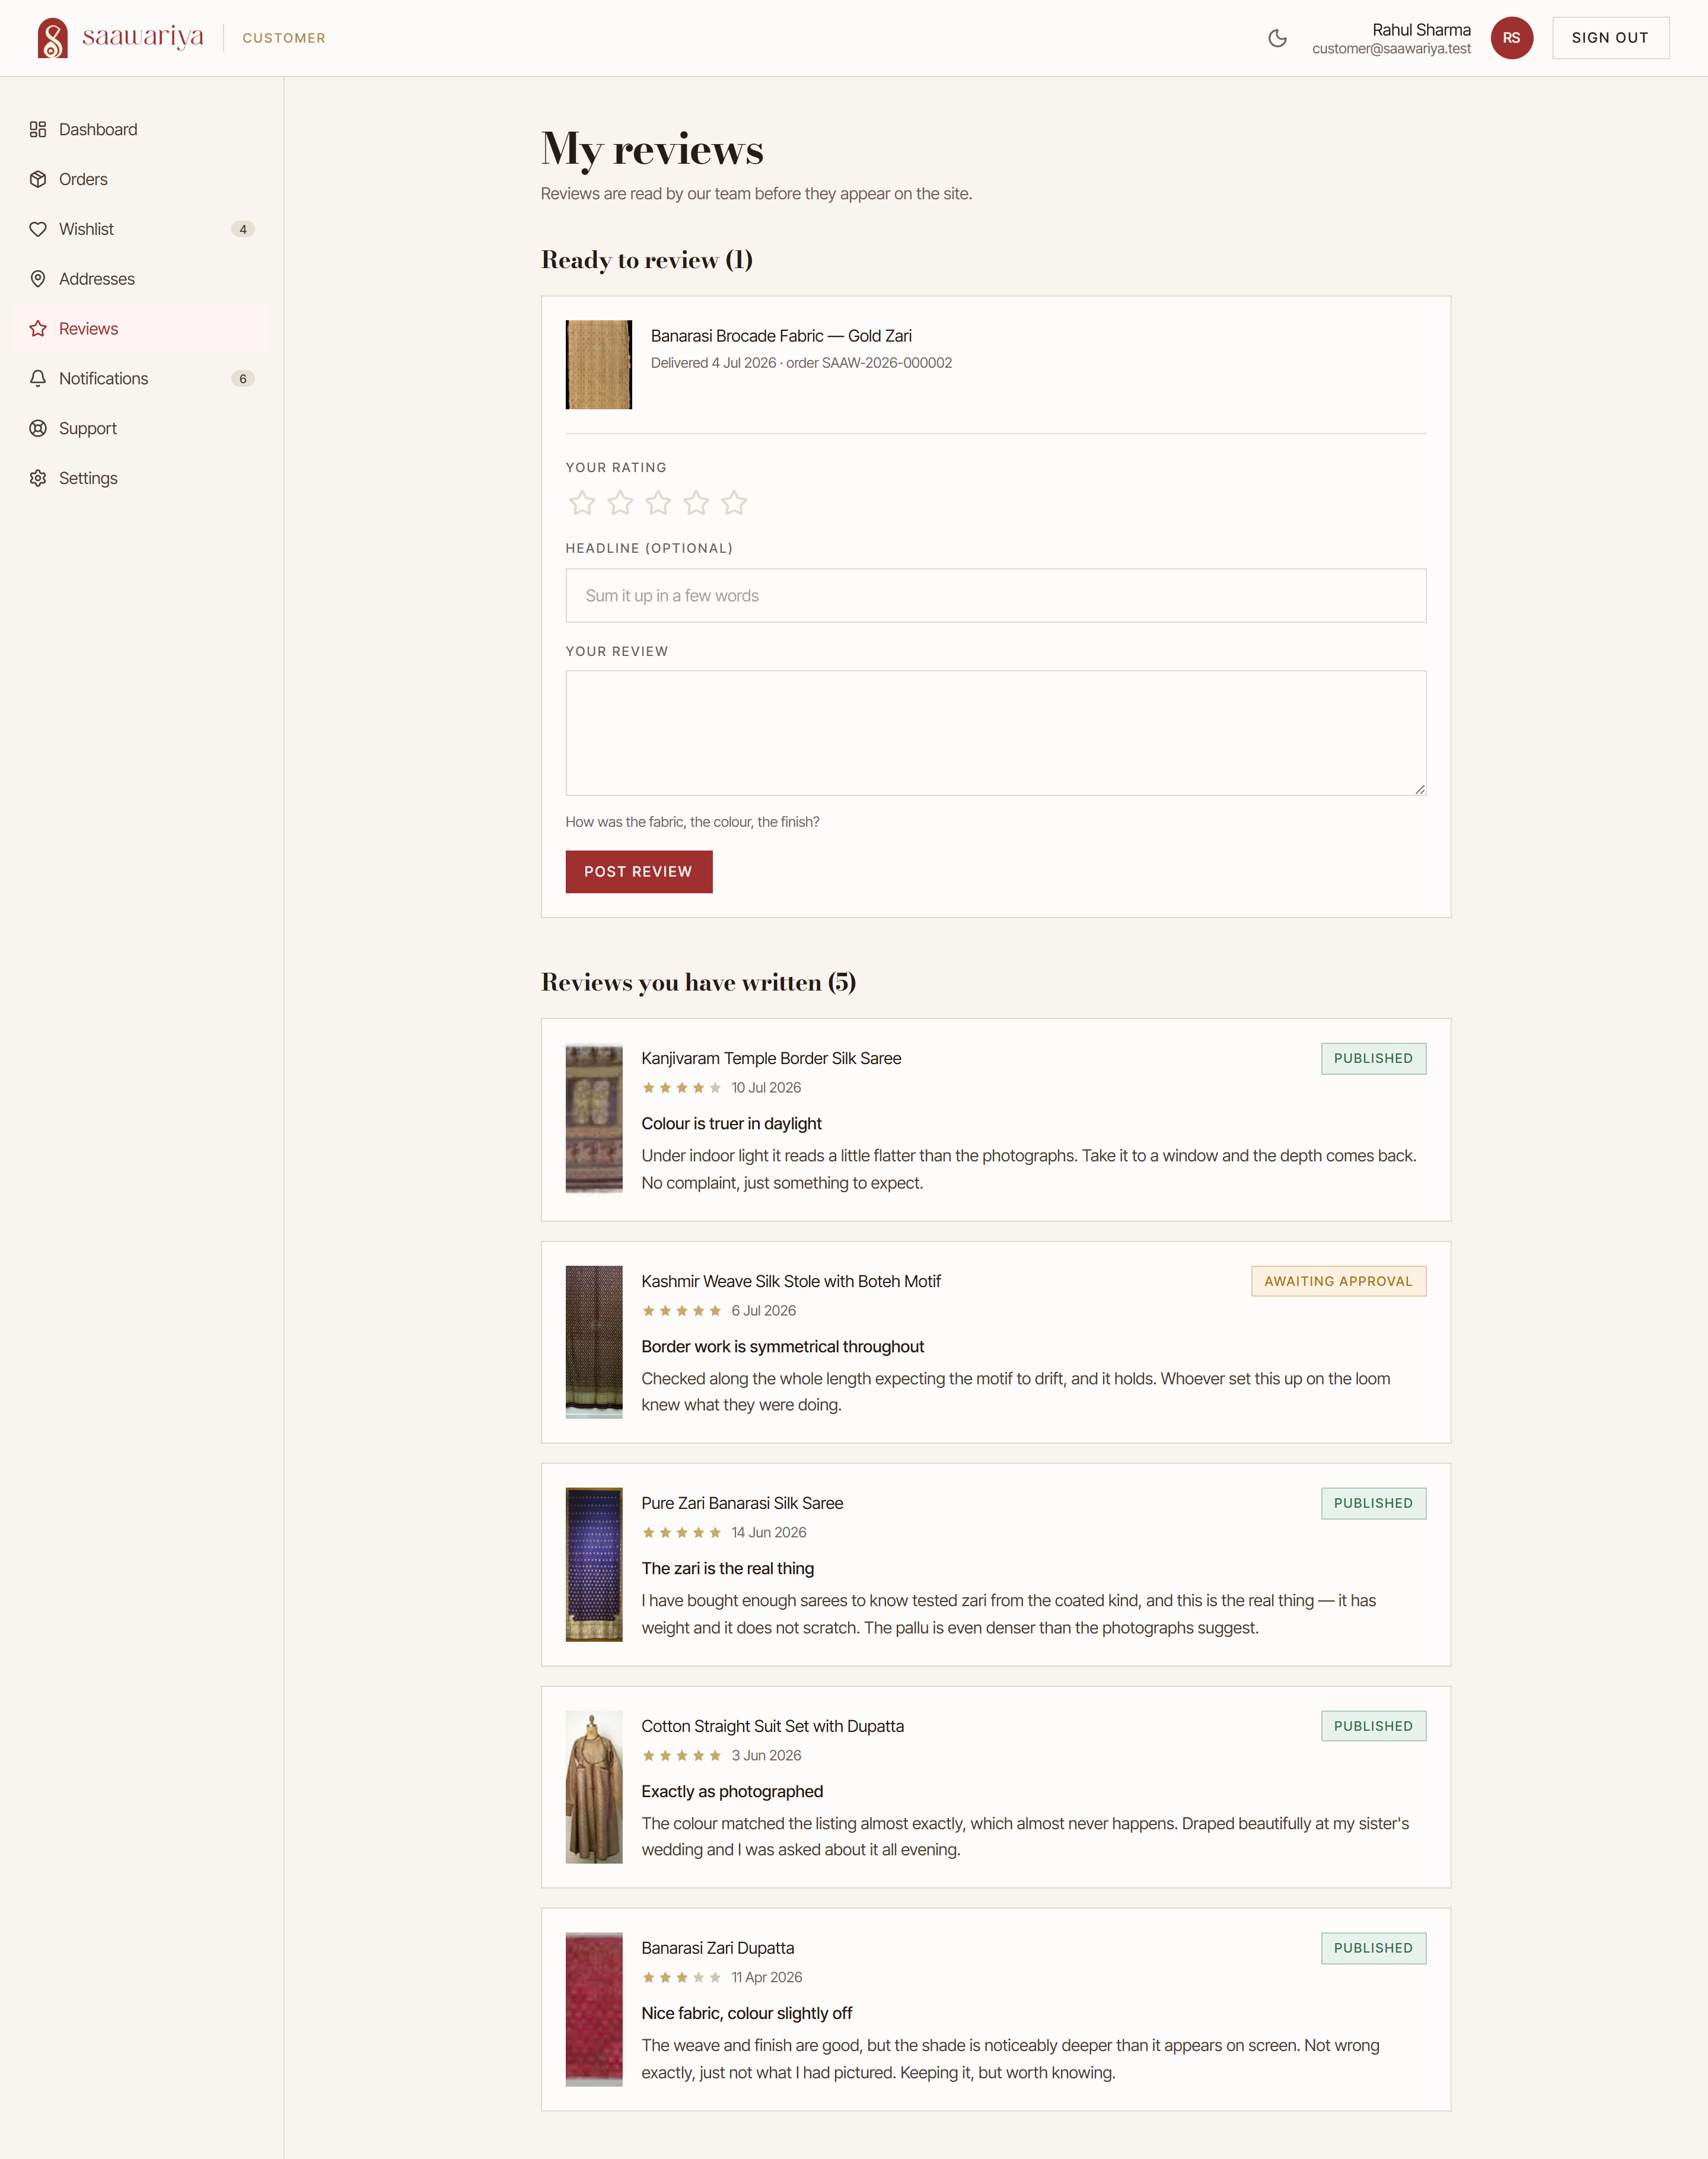 saawariya
CUSTOMER
Rahul Sharma
customer@saawariya.test
RS
SIGN OUT
Dashboard
Orders
Wishlist 4
Addresses
Reviews
Notifications 6
Support
Settings
My reviews
Reviews are read by our team before they appear on the site.
Ready to review (1)
Banarasi Brocade Fabric — Gold Zari
Delivered 4 Jul 2026 · order SAAW-2026-000002
YOUR RATING
HEADLINE (OPTIONAL)
Sum it up in a few words
YOUR REVIEW
How was the fabric, the colour, the finish?
POST REVIEW
Reviews you have written (5)
Kanjivaram Temple Border Silk Saree
PUBLISHED
10 Jul 2026
Colour is truer in daylight
Under indoor light it reads a little flatter than the photographs. Take it to a window and the depth comes back.
No complaint, just something to expect.
Kashmir Weave Silk Stole with Boteh Motif
AWAITING APPROVAL
6 Jul 2026
Border work is symmetrical throughout
Checked along the whole length expecting the motif to drift, and it holds. Whoever set this up on the loom
knew what they were doing.
Pure Zari Banarasi Silk Saree
PUBLISHED
14 Jun 2026
The zari is the real thing
I have bought enough sarees to know tested zari from the coated kind, and this is the real thing — it has
weight and it does not scratch. The pallu is even denser than the photographs suggest.
Cotton Straight Suit Set with Dupatta
PUBLISHED
3 Jun 2026
Exactly as photographed
The colour matched the listing almost exactly, which almost never happens. Draped beautifully at my sister's
wedding and I was asked about it all evening.
Banarasi Zari Dupatta
PUBLISHED
11 Apr 2026
Nice fabric, colour slightly off
The weave and finish are good, but the shade is noticeably deeper than it appears on screen. Not wrong
exactly, just not what I had pictured. Keeping it, but worth knowing.